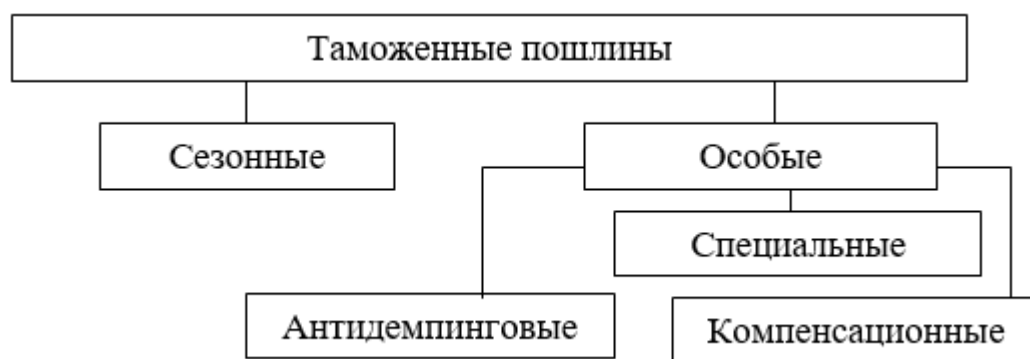 Таможенные пошлины
Сезонные
Особые
Специальные
Антидемпинговые
Компенсационные